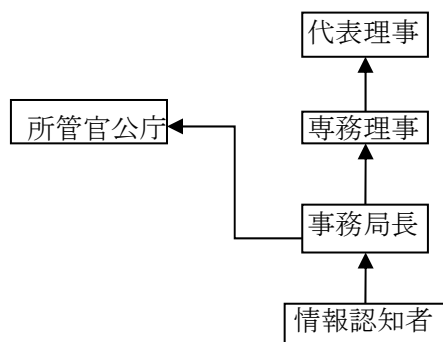 代表理事
所管官公庁
専務理事
事務局長
情報認知者